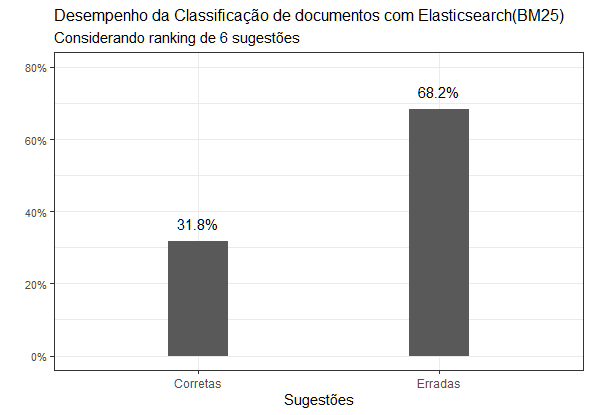 Desempenho da Classificação de documentos com Elasticsearch(BM25)
Considerando ranking de 6 sugestões
80%
60%
40%
20%
0%
31.8%
68.2%
Corretas
Erradas
Sugestões